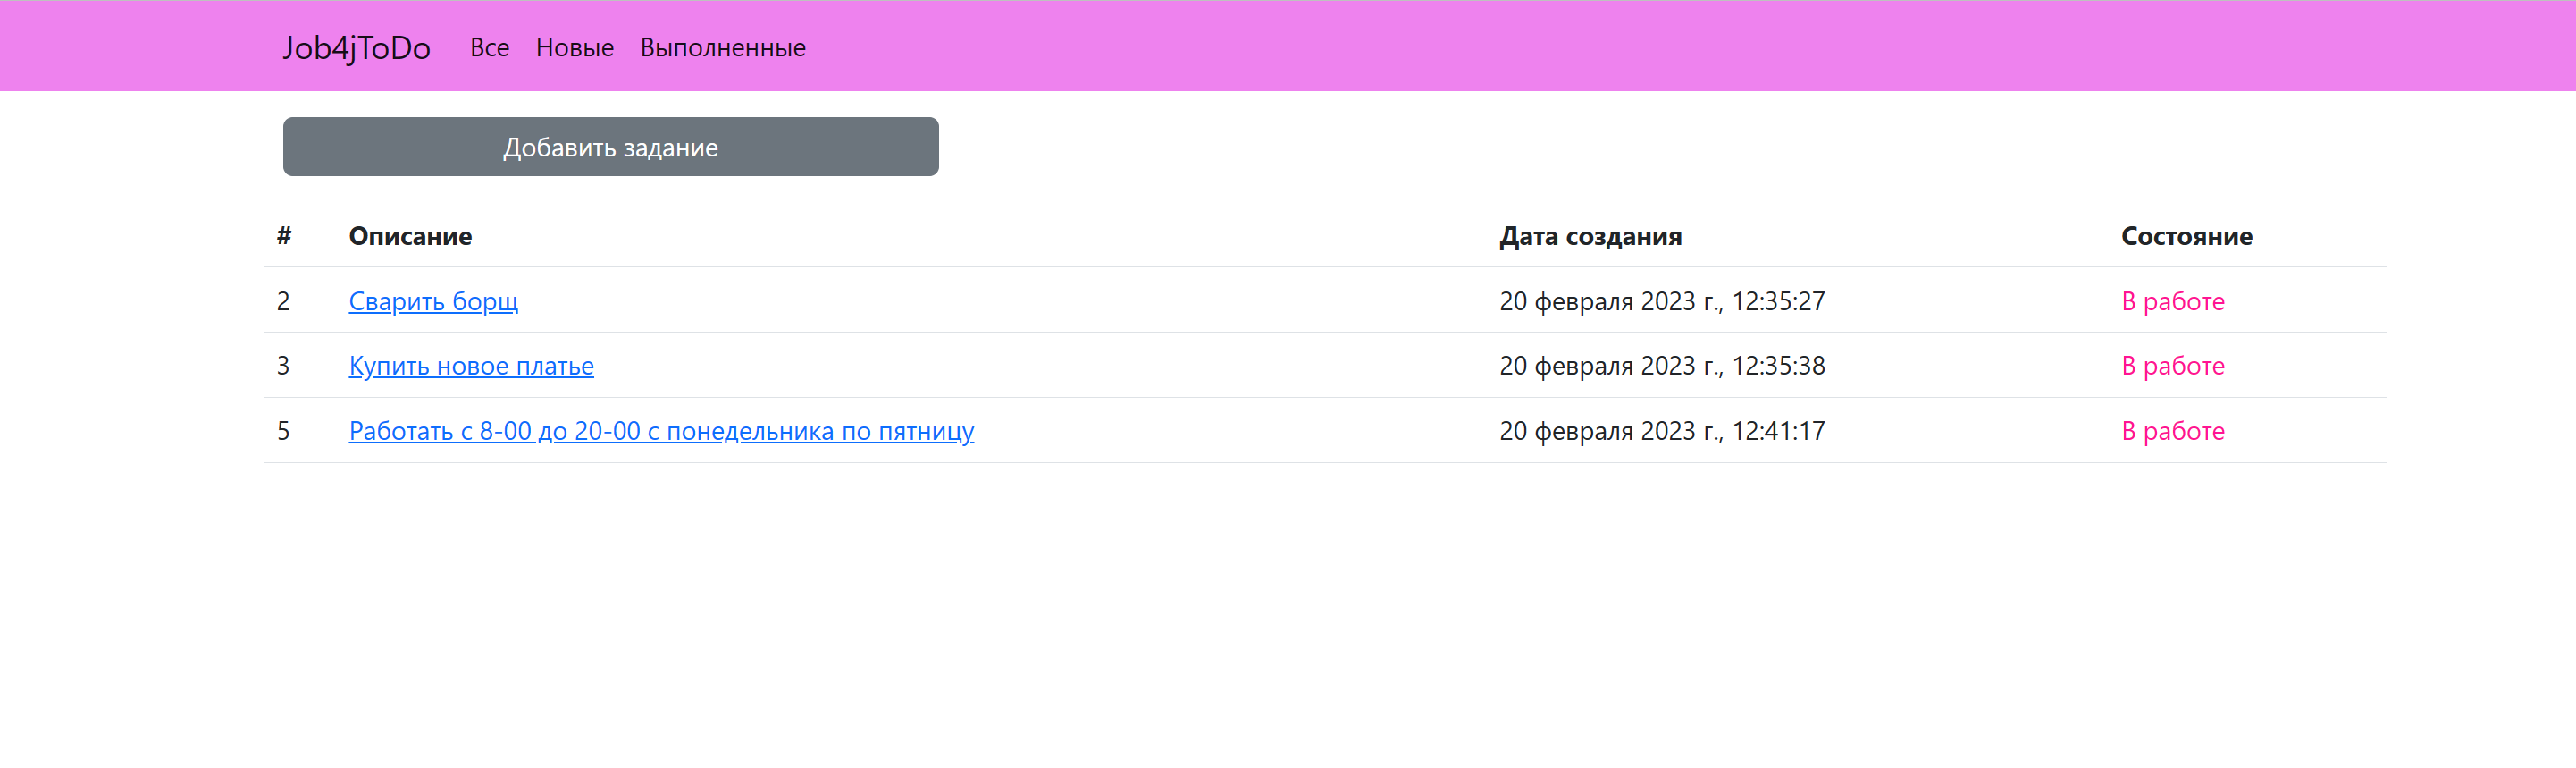 Job4jToDo Все Новые Выполненные
Добавить задание
# Описание Дата создания Состояние
2 Сварить борщ 20 февраля 2023 г., 12:35:27 В работе
3 Купить новое платье 20 февраля 2023 г., 12:35:38 В работе
5 Работать с 8-00 до 20-00 с понедельника по пятницу 20 февраля 2023 г., 12:41:17 В работе